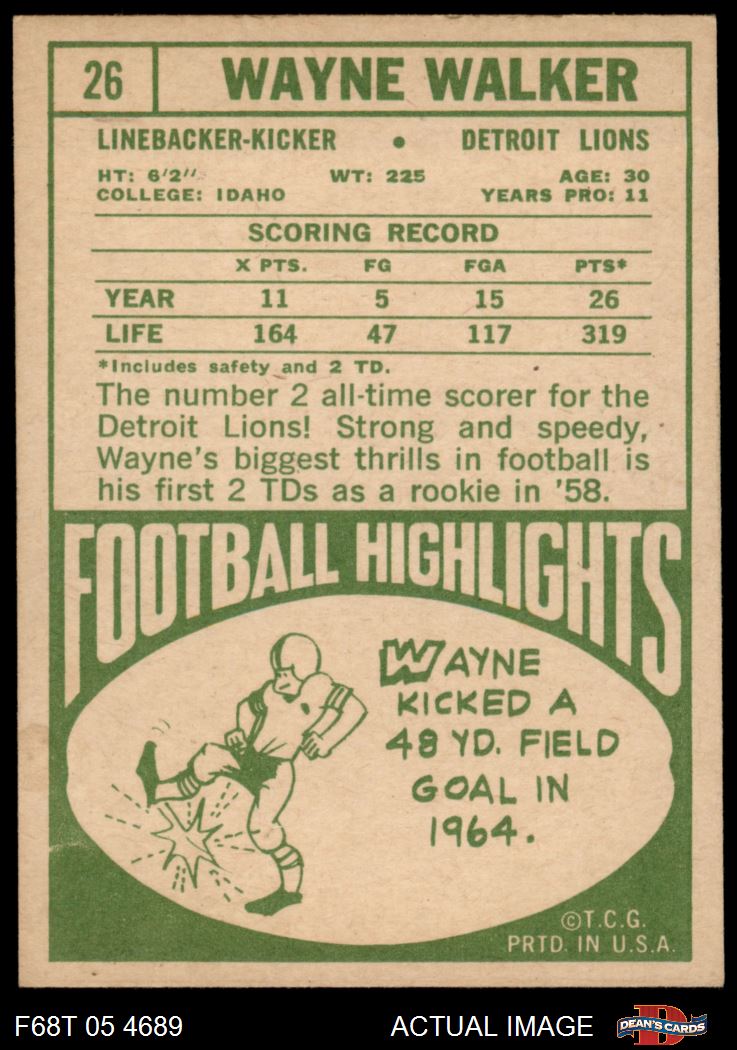 26 WAYNE WALKER
LINEBACKER-KICKER • DETROIT LIONS
HT: 6'2" WT: 225 AGE: 30
COLLEGE: IDAHO YEARS PRO: 11
SCORING RECORD
X PTS. FG FGA PTS*
YEAR 11 5 15 26
LIFE 164 47 117 319
*Includes safety and 2 TD.
The number 2 all-time scorer for the
Detroit Lions! Strong and speedy,
Wayne's biggest thrills in football is
his first 2 TDs as a rookie in '58.
FOOTBALL HIGHLIGHTS
WAYNE
KICKED A
48 YD. FIELD
GOAL IN
1964.
©T.C.G.
PRTD. IN U.S.A.
F68T 05 4689 ACTUAL IMAGE D DEAN'S CARDS